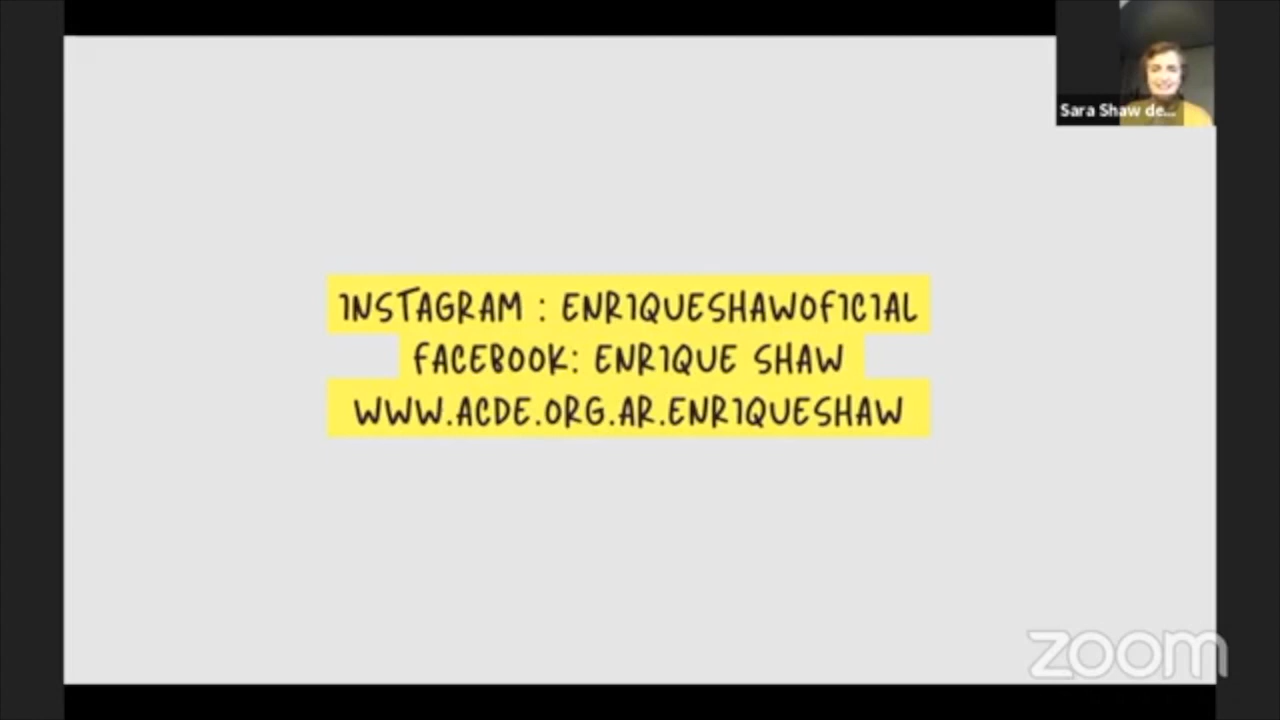 Sara Shaw de...
INSTAGRAM : ENRIQUESHAWOFICIAL
FACEBOOK: ENRIQUE SHAW
WWW.ACDE.ORG.AR.ENRIQUESHAW
zoom